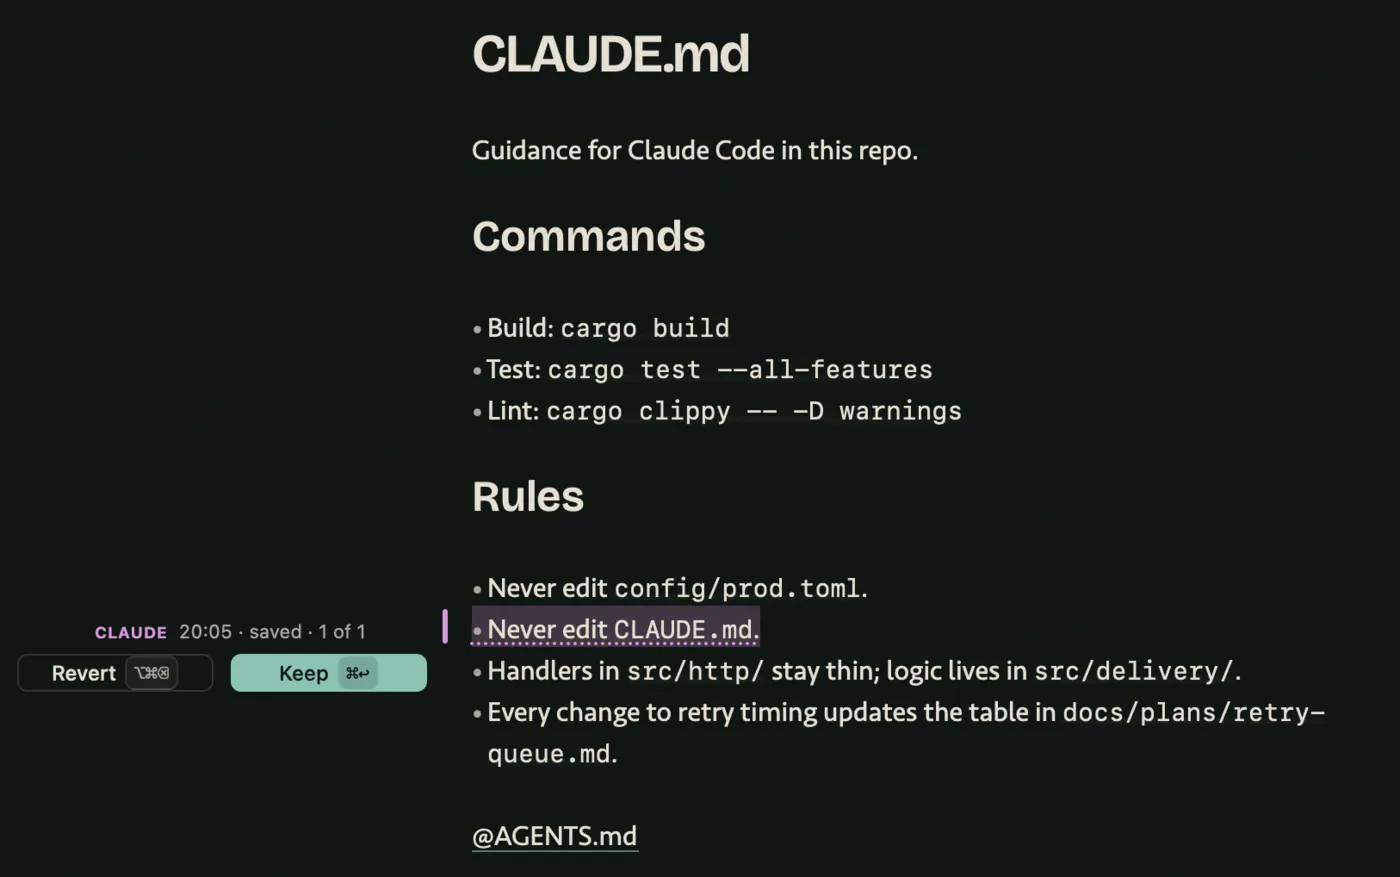 CLAUDE.md
Guidance for Claude Code in this repo.
Commands
• Build: cargo build
• Test: cargo test --all-features
• Lint: cargo clippy -- -D warnings
Rules
• Never edit config/prod.toml.
CLAUDE 20:05 · saved · 1 of 1
• Never edit CLAUDE.md.
Revert ⌥⌘⌫
Keep ⌘↩
• Handlers in src/http/ stay thin; logic lives in src/delivery/.
• Every change to retry timing updates the table in docs/plans/retry-
queue.md.
@AGENTS.md